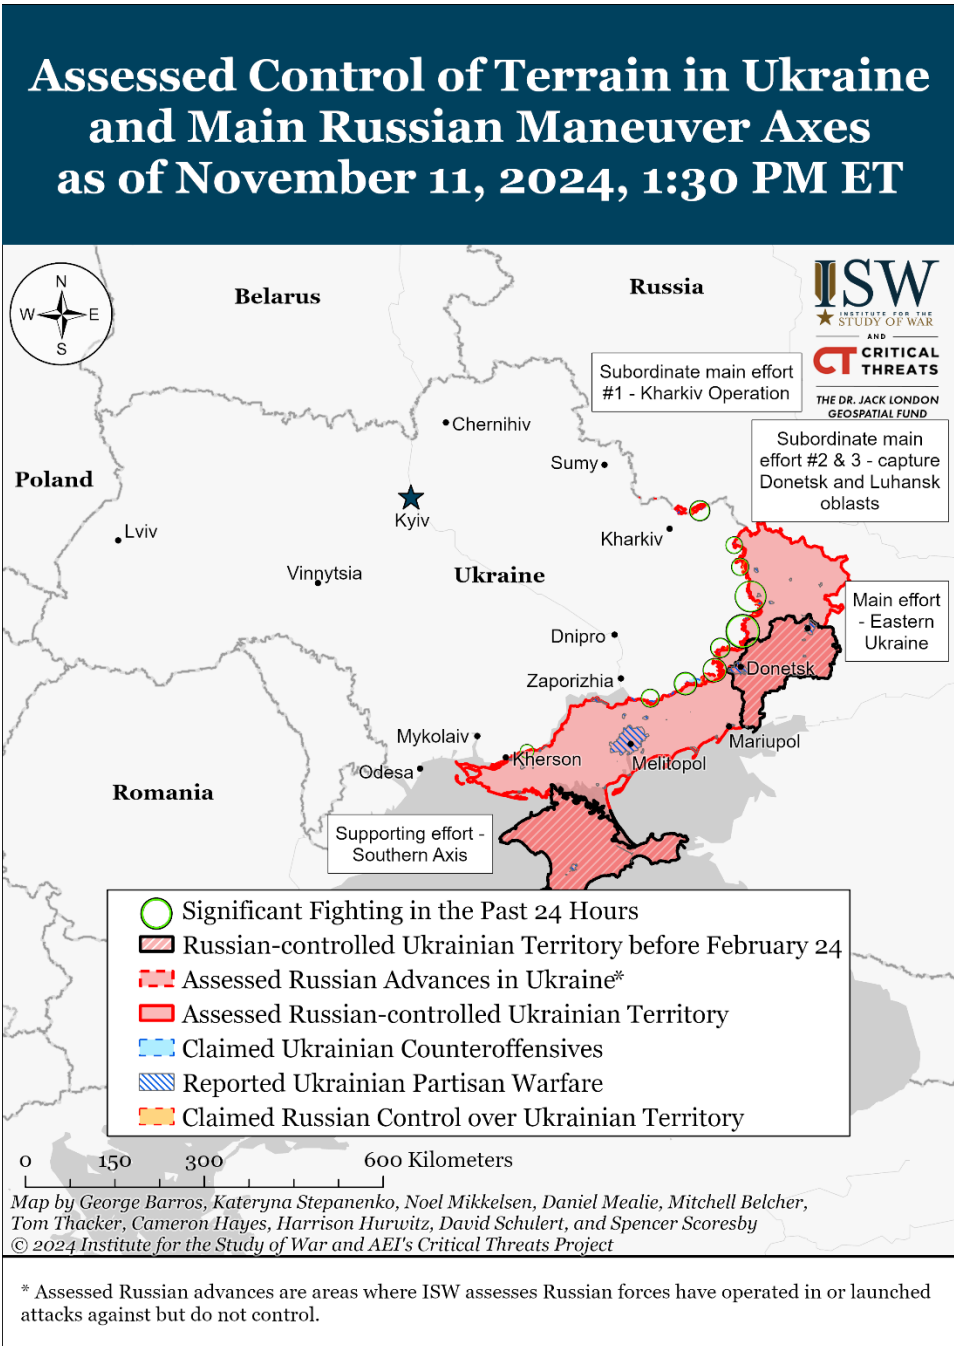 Assessed Control of Terrain in Ukraine
and Main Russian Maneuver Axes
as of November 11, 2024, 1:30 PM ET
N
W
E
S
Belarus
Russia
ISW
INSTITUTE FOR THE
STUDY OF WAR
AND
CT CRITICAL
THREATS
THE DR. JACK LONDON
GEOSPATIAL FUND
Subordinate main effort
#1 - Kharkiv Operation
Subordinate main
effort #2 & 3 - capture
Donetsk and Luhansk
oblasts
Chernihiv
Sumy
Poland
Kyiv
Lviv
Kharkiv
Vinnytsia
Ukraine
Main effort
- Eastern
Ukraine
Dnipro
Donetsk
Zaporizhia
Mykolaiv
Mariupol
Kherson
Melitopol
Odesa
Romania
Supporting effort -
Southern Axis
Significant Fighting in the Past 24 Hours
Russian-controlled Ukrainian Territory before February 24
Assessed Russian Advances in Ukraine*
Assessed Russian-controlled Ukrainian Territory
Claimed Ukrainian Counteroffensives
Reported Ukrainian Partisan Warfare
Claimed Russian Control over Ukrainian Territory
0 150 300 600 Kilometers
Map by George Barros, Kateryna Stepanenko, Noel Mikkelsen, Daniel Mealie, Mitchell Belcher,
Tom Thacker, Cameron Hayes, Harrison Hurwitz, David Schulert, and Spencer Scoresby
© 2024 Institute for the Study of War and AEI's Critical Threats Project
* Assessed Russian advances are areas where ISW assesses Russian forces have operated in or launched
attacks against but do not control.